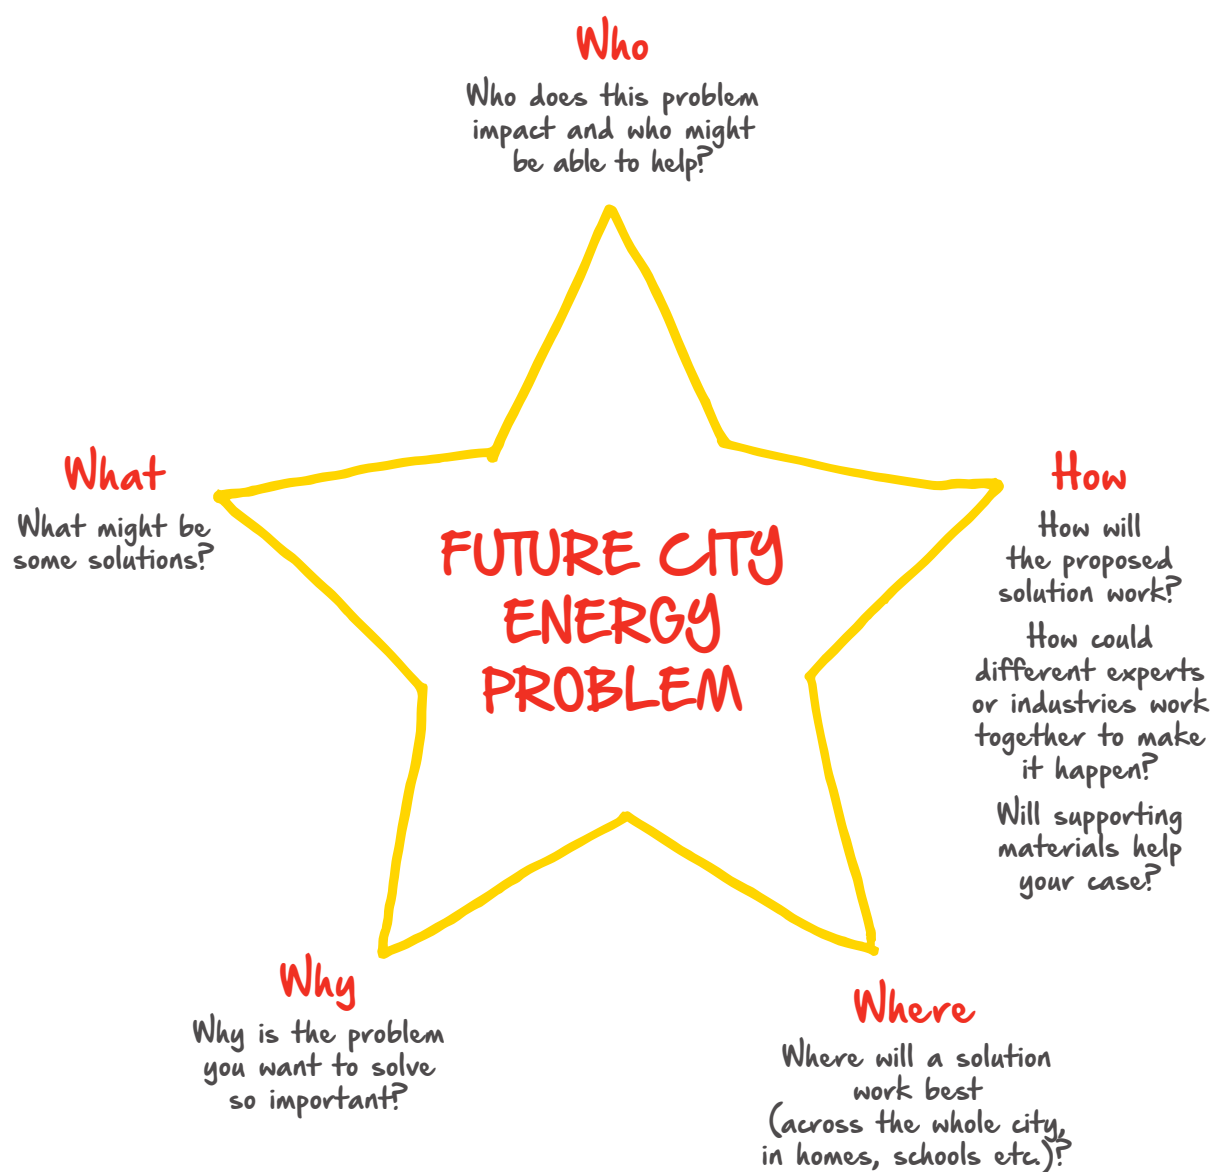 Who
Who does this problem
impact and who might
be able to help?
What
What might be
some solutions?
FUTURE CITY
ENERGY
PROBLEM
How
How will
the proposed
solution work?
How could
different experts
or industries work
together to make
it happen?
Will supporting
materials help
your case?
Why
Why is the problem
you want to solve
so important?
Where
Where will a solution
work best
(across the whole city,
in homes, schools etc.)?